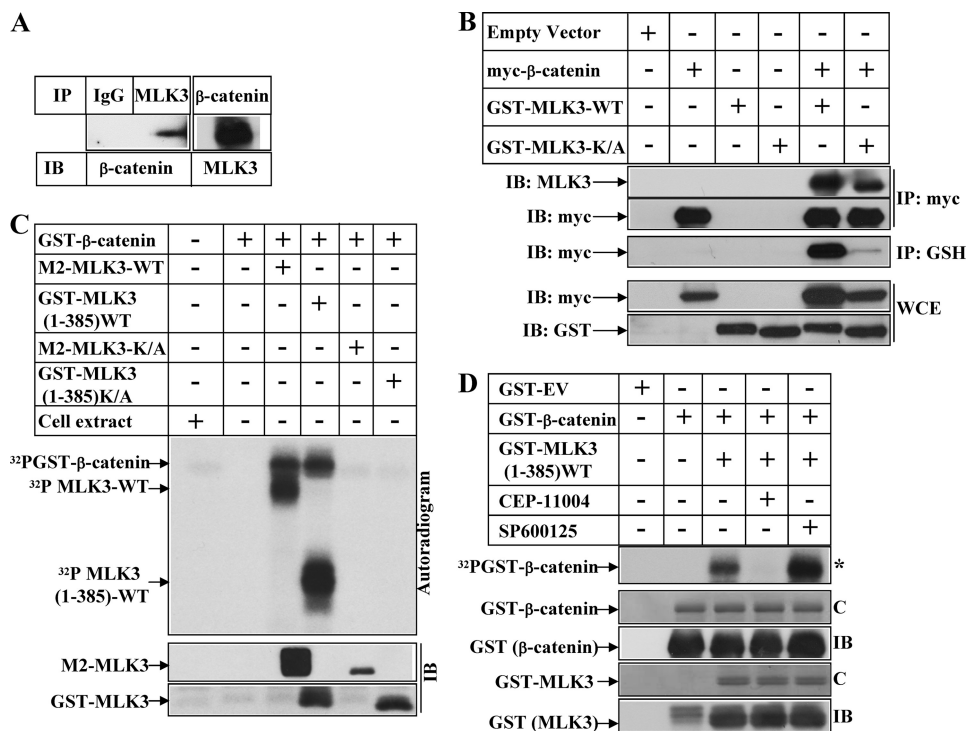 A
IP IgG MLK3 β-catenin
IB β-catenin MLK3
B
Empty Vector + - - - - -
myc-β-catenin - + - - + +
GST-MLK3-WT - - + - + -
GST-MLK3-K/A - - - + - +
IB: MLK3
IB: myc
IP: myc
IB: myc
IP: GSH
IB: myc
IB: GST
WCE
C
GST-β-catenin - + + + + +
M2-MLK3-WT - - + - - -
GST-MLK3
(1-385)WT - - - + - -
M2-MLK3-K/A - - - - + -
GST-MLK3
(1-385)K/A - - - - - +
Cell extract + - - - - -
³²PGST-β-catenin
³²P MLK3-WT
³²P MLK3
(1-385)-WT
Autoradiogram
M2-MLK3
GST-MLK3
IB
D
GST-EV + - - - -
GST-β-catenin - + + + +
GST-MLK3
(1-385)WT - - + + +
CEP-11004 - - - + -
SP600125 - - - - +
³²PGST-β-catenin *
GST-β-catenin C
GST (β-catenin) IB
GST-MLK3 C
GST (MLK3) IB